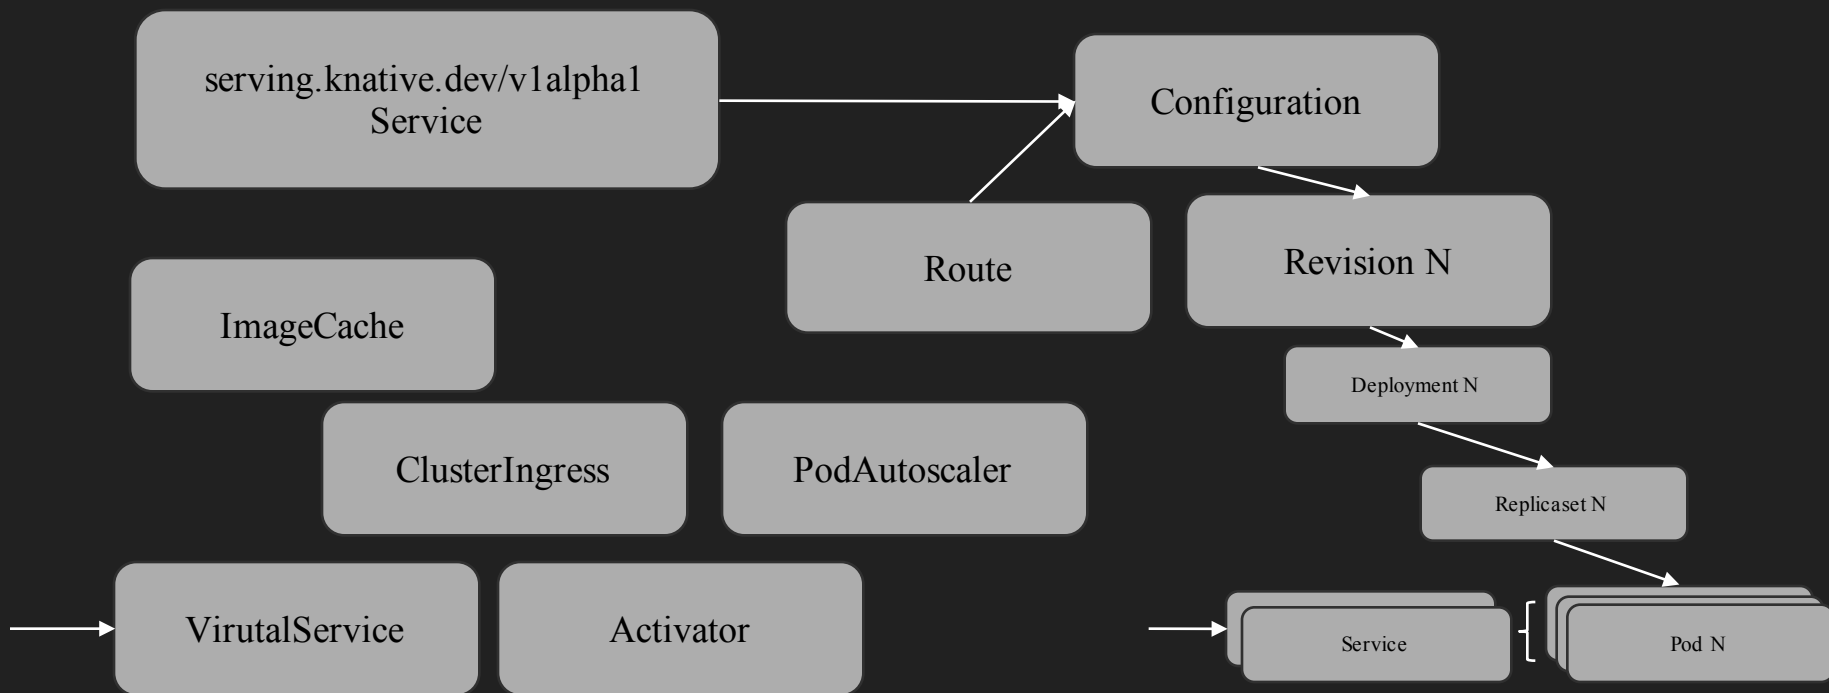 serving.knative.dev/v1alpha1
Service
Configuration
Route
Revision N
ImageCache
Deployment N
ClusterIngress
PodAutoscaler
Replicaset N
VirutalService
Activator
Service
Pod N